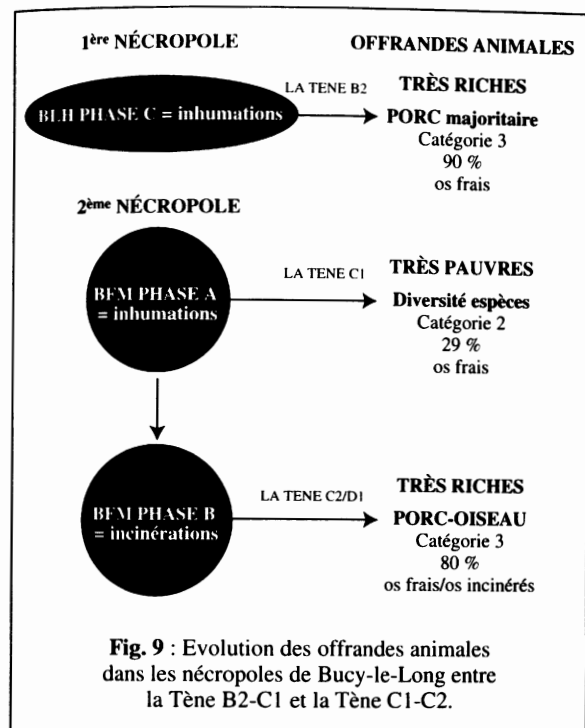 1ère NÉCROPOLE
OFFRANDES ANIMALES
BLH PHASE C = inhumations
LA TENE B2
TRÈS RICHES
PORC majoritaire
Catégorie 3
90 %
os frais
2ème NÉCROPOLE
BFM PHASE A
= inhumations
LA TENE C1
TRÈS PAUVRES
Diversité espèces
Catégorie 2
29 %
os frais
BFM PHASE B
= incinérations
LA TENE C2/D1
TRÈS RICHES
PORC-OISEAU
Catégorie 3
80 %
os frais/os incinérés
Fig. 9 : Evolution des offrandes animales
dans les nécropoles de Bucy-le-Long entre
la Tène B2-C1 et la Tène C1-C2.